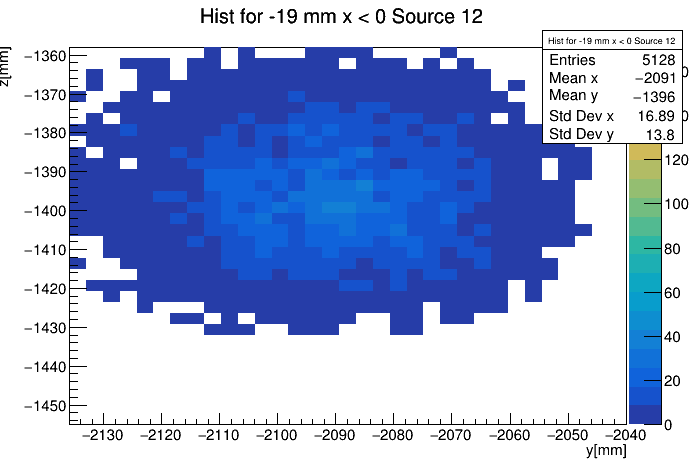 Hist for -19 mm x < 0 Source 12
z[mm]
Hist for -19 mm x < 0 Source 12
Entries 5128
Mean x −2091
Mean y −1396
Std Dev x 16.89
Std Dev y 13.8
−1360
−1370
−1380
−1390
−1400
−1410
−1420
−1430
−1440
−1450
120
100
80
60
40
20
0
−2130 −2120 −2110 −2100 −2090 −2080 −2070 −2060 −2050 −2040
y[mm]